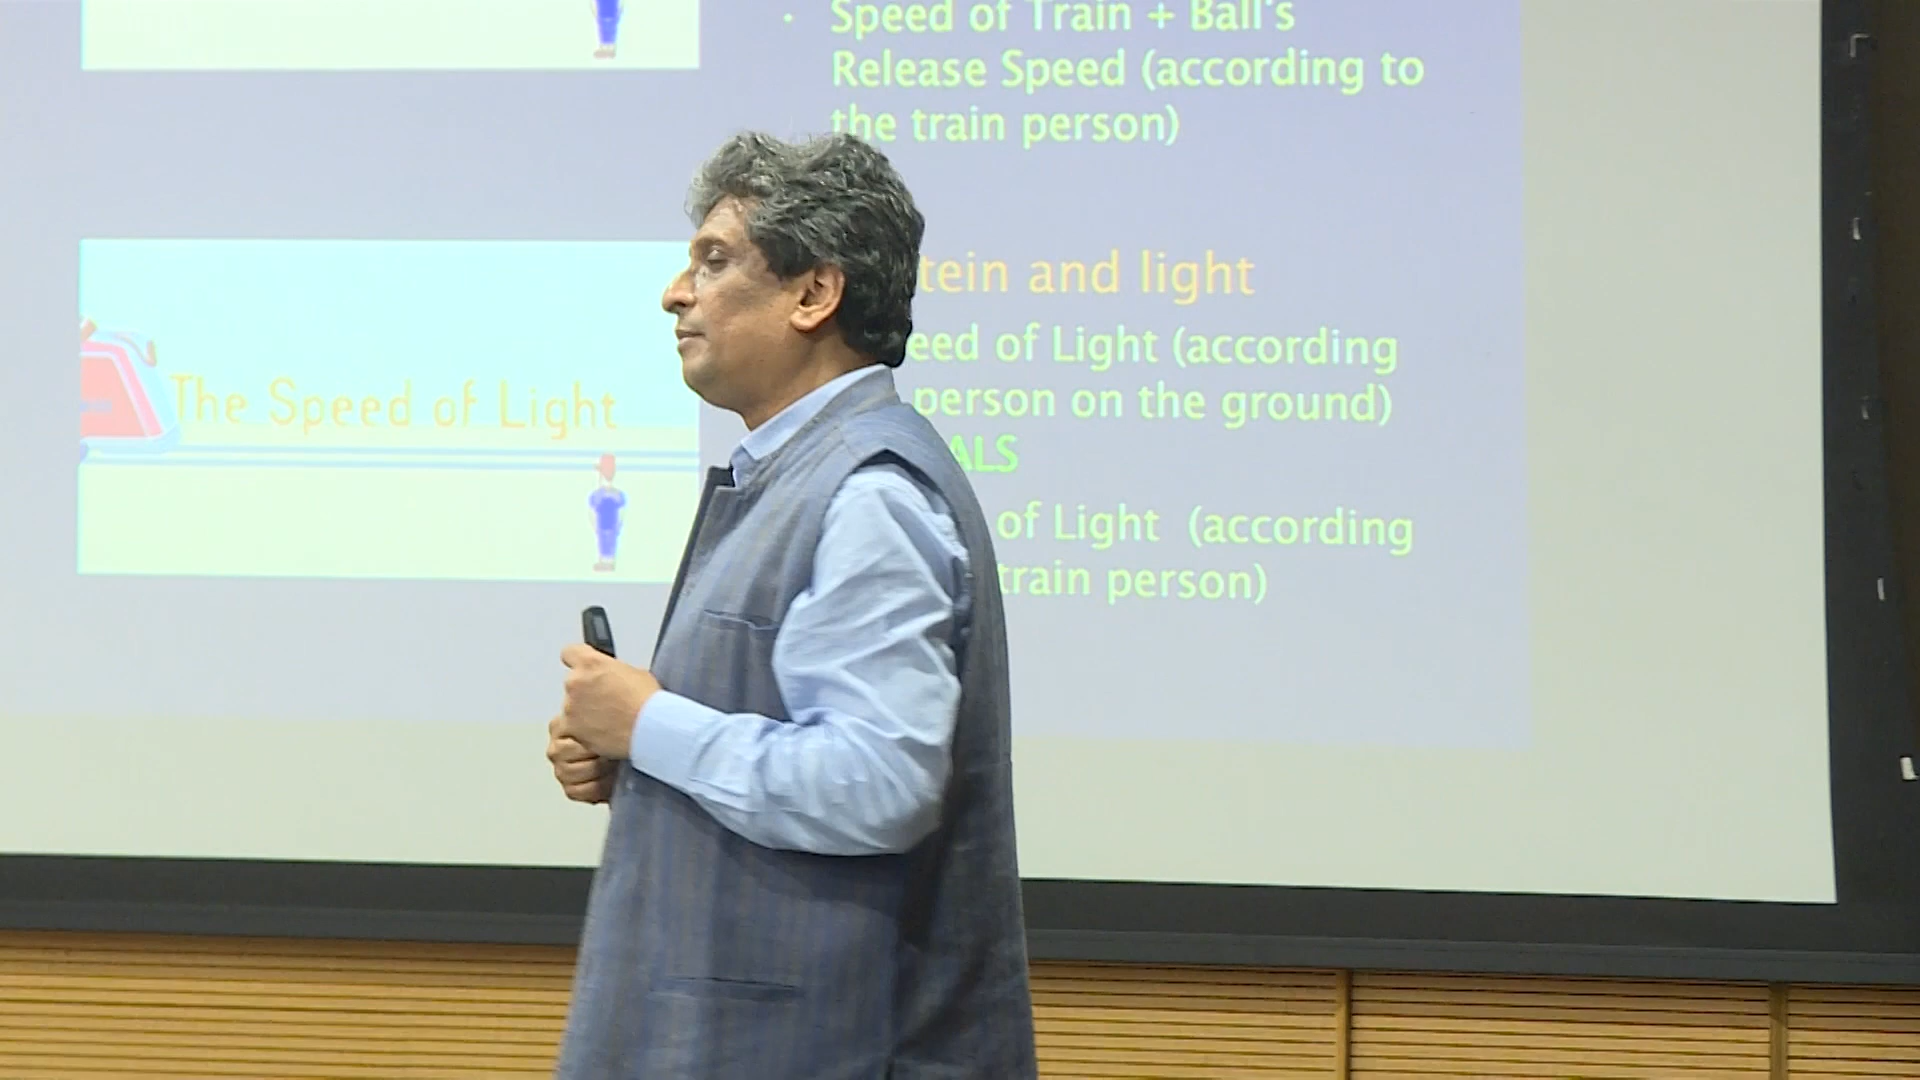 • Speed of Train + Ball's
Release Speed (according to
the train person)
The Speed of Light
tein and light
eed of Light (according
person on the ground)
ALS
of Light (according
train person)